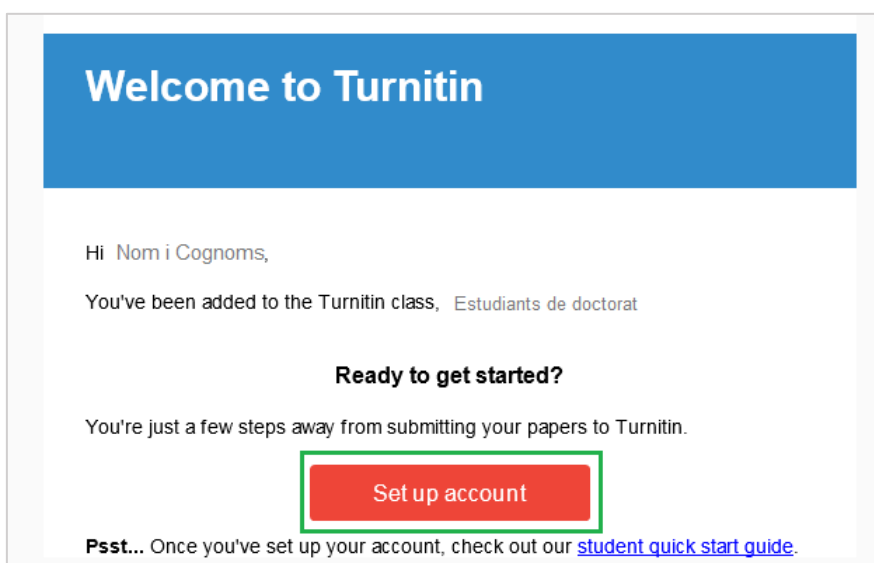 Welcome to Turnitin
Hi Nom i Cognoms,
You've been added to the Turnitin class, Estudiants de doctorat
Ready to get started?
You're just a few steps away from submitting your papers to Turnitin.
Set up account
Psst... Once you've set up your account, check out our student quick start guide.